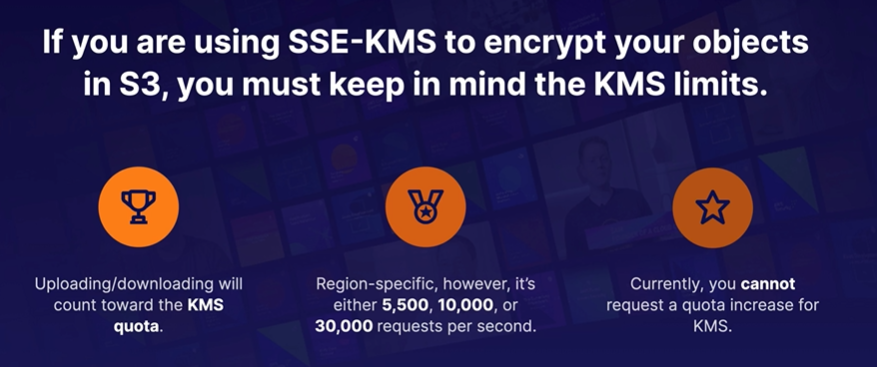 If you are using SSE-KMS to encrypt your objects
in S3, you must keep in mind the KMS limits.
Uploading/downloading will
count toward the KMS
quota.
Region-specific, however, it's
either 5,500, 10,000, or
30,000 requests per second.
Currently, you cannot
request a quota increase for
KMS.